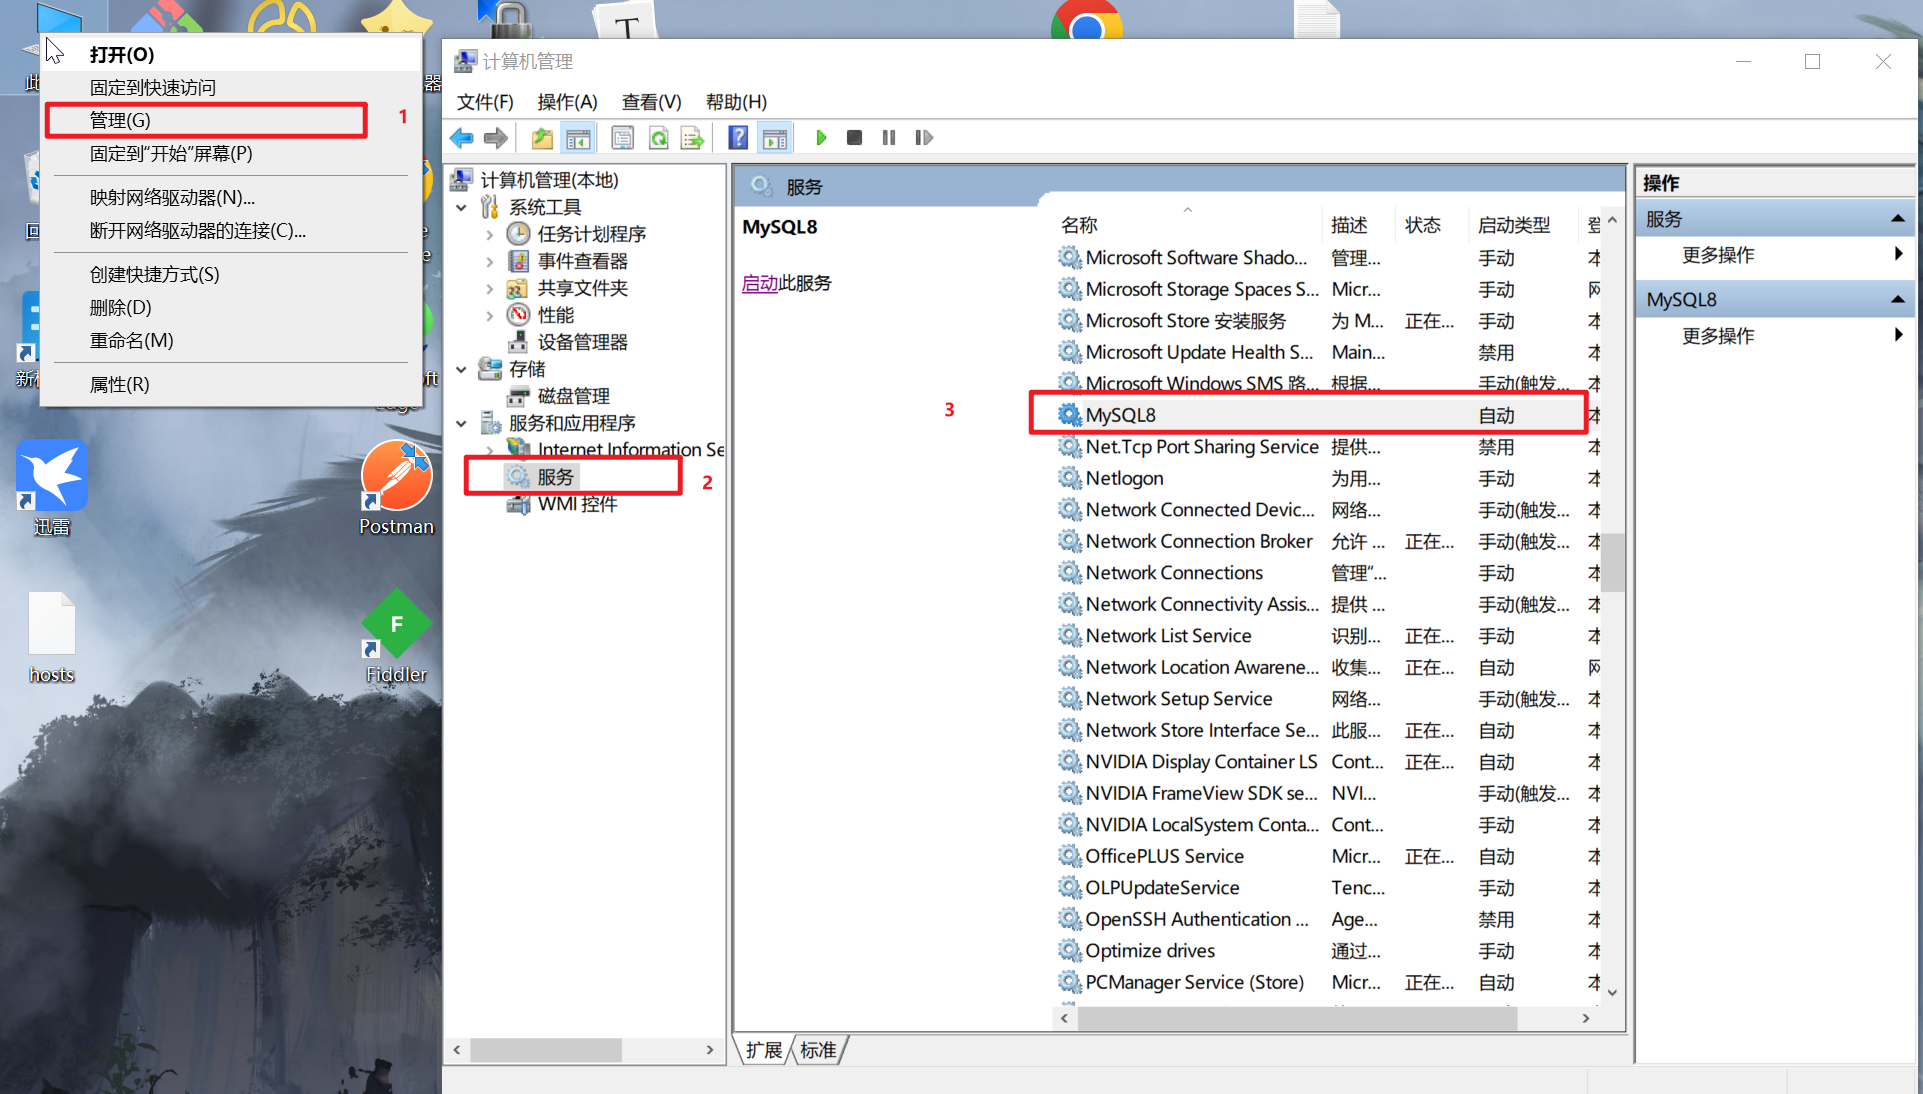 打开(O)
固定到快速访问
管理(G)
1
固定到“开始”屏幕(P)
映射网络驱动器(N)...
断开网络驱动器的连接(C)...
创建快捷方式(S)
删除(D)
重命名(M)
属性(R)
此
器
回
e
e
新
ft
Edge
迅雷
Postman
hosts
F
Fiddler
T
计算机管理
文件(F) 操作(A) 查看(V) 帮助(H)
计算机管理(本地)
系统工具
任务计划程序
事件查看器
共享文件夹
性能
设备管理器
存储
磁盘管理
服务和应用程序
Internet Information Se
服务
2
WMI 控件
服务
MySQL8
启动此服务
3
名称 描述 状态 启动类型 登
Microsoft Software Shado... 管理... 手动 本
Microsoft Storage Spaces S... Micr... 手动 网
Microsoft Store 安装服务 为 M... 正在... 手动 本
Microsoft Update Health S... Main... 禁用 本
Microsoft Windows SMS 路... 根据... 手动(触发... 本
MySQL8 自动 本
Net.Tcp Port Sharing Service 提供... 禁用 本
Netlogon 为用... 手动 本
Network Connected Devic... 网络... 手动(触发... 本
Network Connection Broker 允许 ... 正在... 手动(触发... 本
Network Connections 管理“... 手动 本
Network Connectivity Assis... 提供 ... 手动(触发... 本
Network List Service 识别... 正在... 手动 本
Network Location Awarene... 收集... 正在... 自动 网
Network Setup Service 网络... 手动(触发... 本
Network Store Interface Se... 此服... 正在... 自动 本
NVIDIA Display Container LS Cont... 正在... 自动 本
NVIDIA FrameView SDK se... NVI... 手动(触发... 本
NVIDIA LocalSystem Conta... Cont... 手动 本
OfficePLUS Service Micr... 正在... 自动 本
OLPUpdateService Tenc... 手动 本
OpenSSH Authentication ... Age... 禁用 本
Optimize drives 通过... 手动 本
PCManager Service (Store) Micr... 正在... 自动 本
扩展 标准
操作
服务
更多操作
MySQL8
更多操作